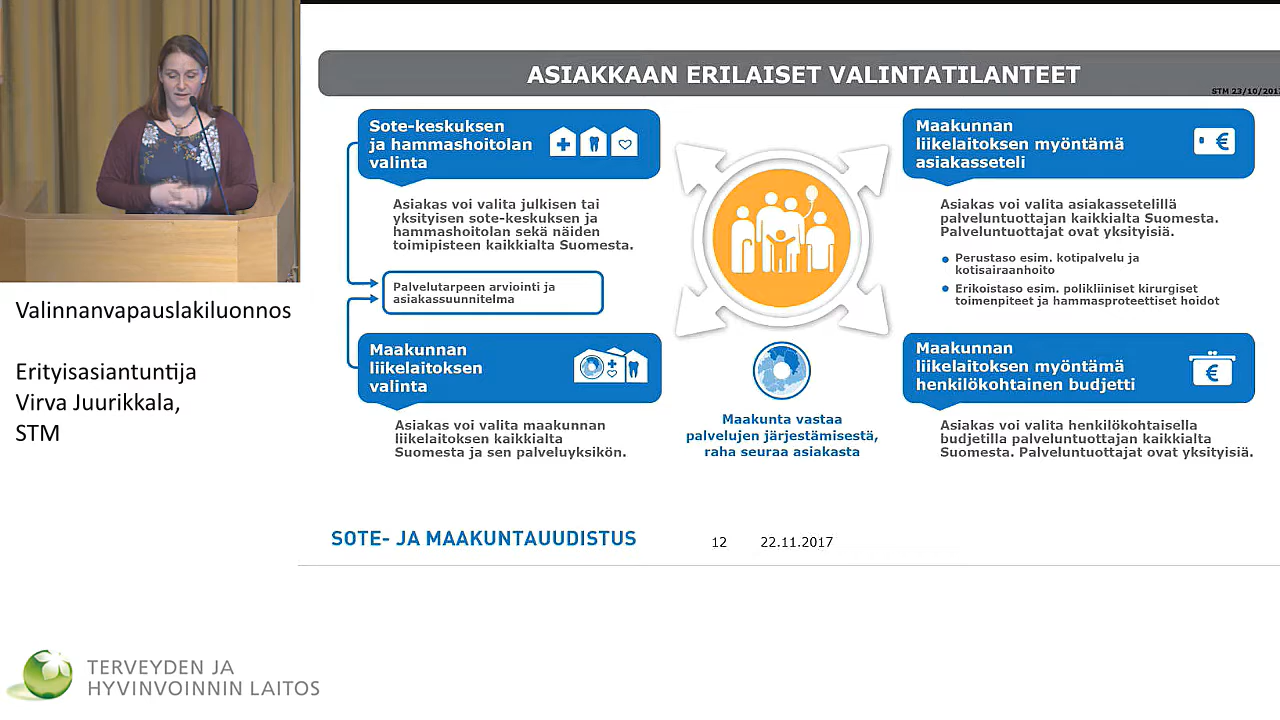 ASIAKKAAN ERILAISET VALINTATILANTEET
STM 23/10/201
Sote-keskuksen
ja hammashoitolan
valinta
Asiakas voi valita julkisen tai
yksityisen sote-keskuksen ja
hammashoitolan sekä näiden
toimipisteen kaikkialta Suomesta.
Palvelutarpeen arviointi ja
asiakassuunnitelma
Maakunnan
liikelaitoksen
valinta
Asiakas voi valita maakunnan
liikelaitoksen kaikkialta
Suomesta ja sen palveluyksikön.
Maakunta vastaa
palvelujen järjestämisestä,
raha seuraa asiakasta
Maakunnan
liikelaitoksen myöntämä
asiakasseteli
€
Asiakas voi valita asiakassetelillä
palveluntuottajan kaikkialta Suomesta.
Palveluntuottajat ovat yksityisiä.
Perustaso esim. kotipalvelu ja
kotisairaanhoito
Erikoistaso esim. polikliiniset kirurgiset
toimenpiteet ja hammasproteettiset hoidot
Maakunnan
liikelaitoksen myöntämä
henkilökohtainen budjetti
€
Asiakas voi valita henkilökohtaisella
budjetilla palveluntuottajan kaikkialta
Suomesta. Palveluntuottajat ovat yksityisiä.
SOTE- JA MAAKUNTAUUDISTUS
12 22.11.2017
Valinnanvapauslakiluonnos
Erityisasiantuntija
Virva Juurikkala,
STM
TERVEYDEN JA
HYVINVOINNIN LAITOS